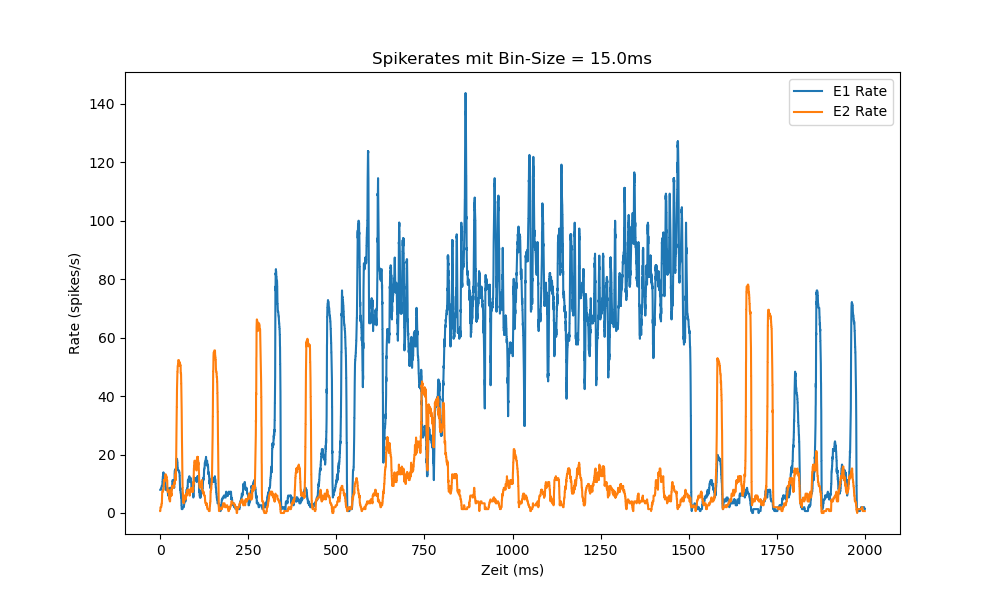 Spikerates mit Bin-Size = 15.0ms
E1 Rate
E2 Rate
Rate (spikes/s)
140
120
100
80
60
40
20
0
0 250 500 750 1000 1250 1500 1750 2000
Zeit (ms)